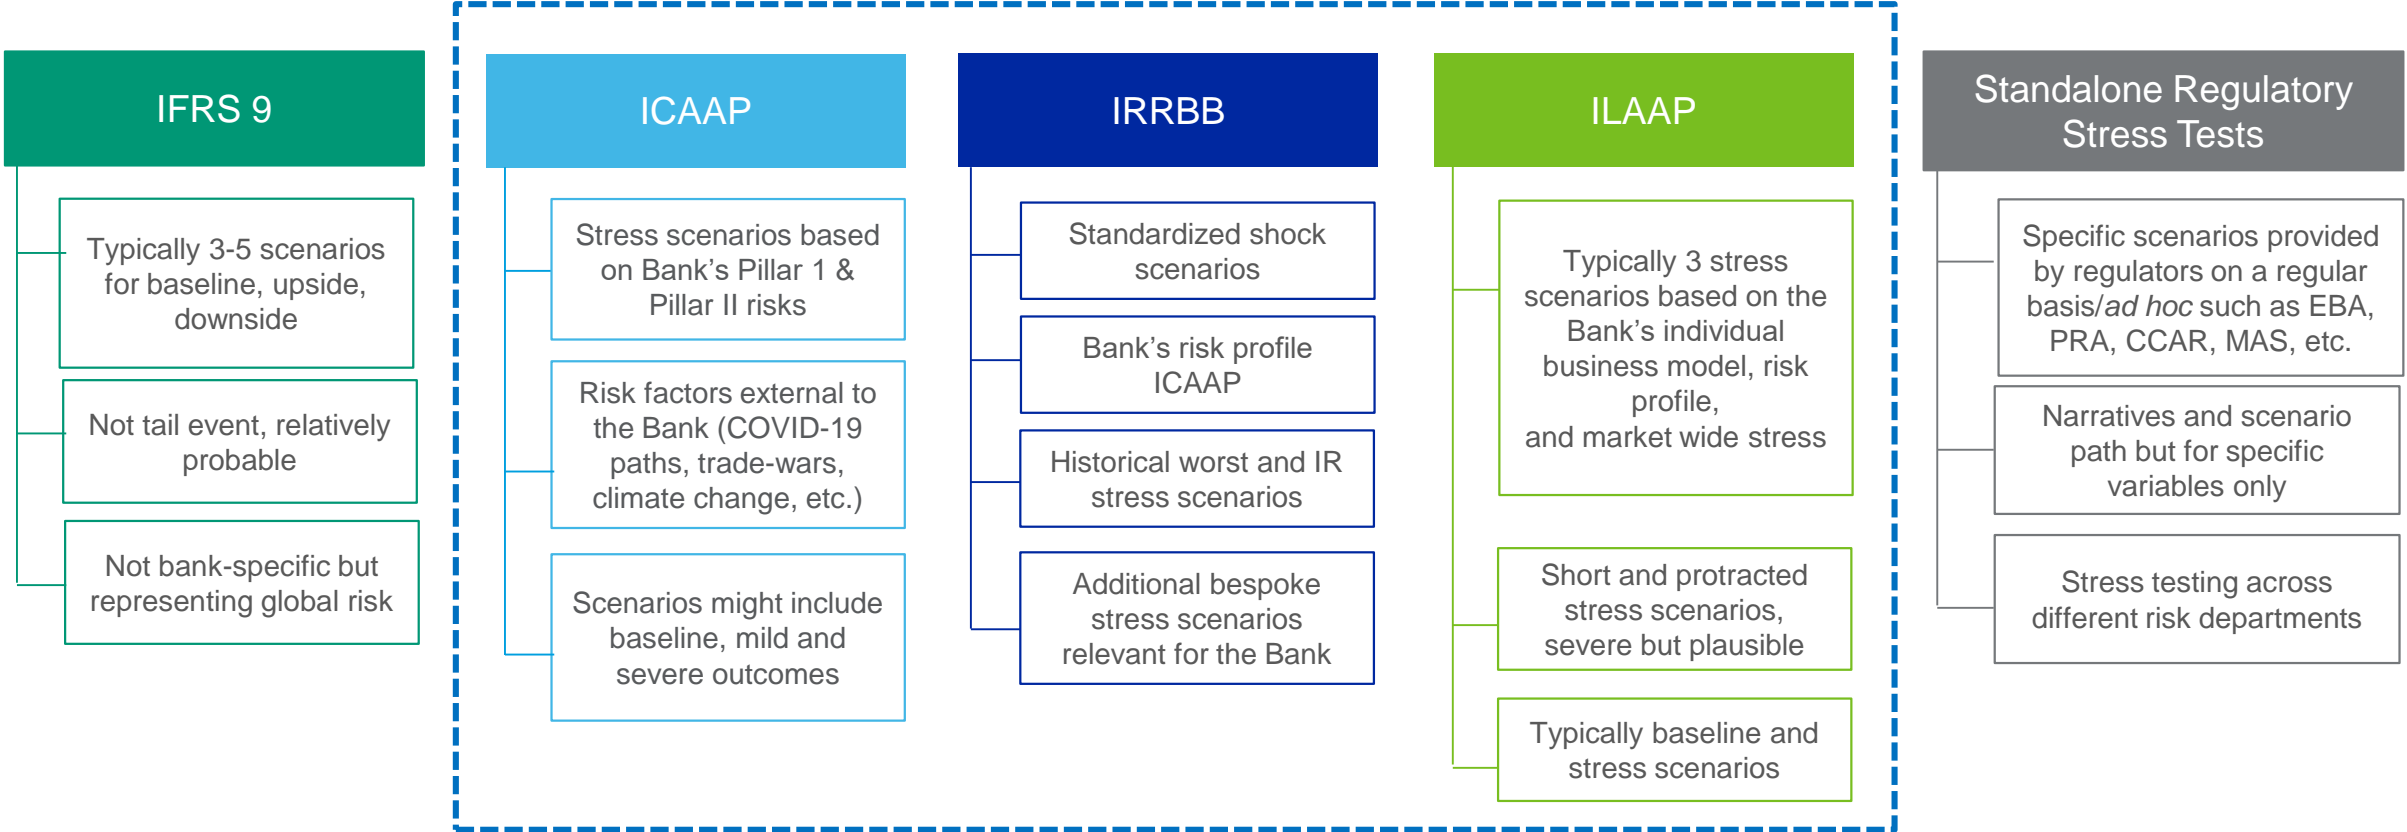 IFRS 9
Typically 3-5 scenarios
for baseline, upside,
downside
Not tail event, relatively
probable
Not bank-specific but
representing global risk
ICAAP
Stress scenarios based
on Bank's Pillar 1 &
Pillar II risks
Risk factors external to
the Bank (COVID-19
paths, trade-wars,
climate change, etc.)
Scenarios might include
baseline, mild and
severe outcomes
IRRBB
Standardized shock
scenarios
Bank's risk profile
ICAAP
Historical worst and IR
stress scenarios
Additional bespoke
stress scenarios
relevant for the Bank
ILAAP
Typically 3 stress
scenarios based on the
Bank's individual
business model, risk
profile,
and market wide stress
Short and protracted
stress scenarios,
severe but plausible
Typically baseline and
stress scenarios
Standalone Regulatory
Stress Tests
Specific scenarios provided
by regulators on a regular
basis/ad hoc such as EBA,
PRA, CCAR, MAS, etc.
Narratives and scenario
path but for specific
variables only
Stress testing across
different risk departments